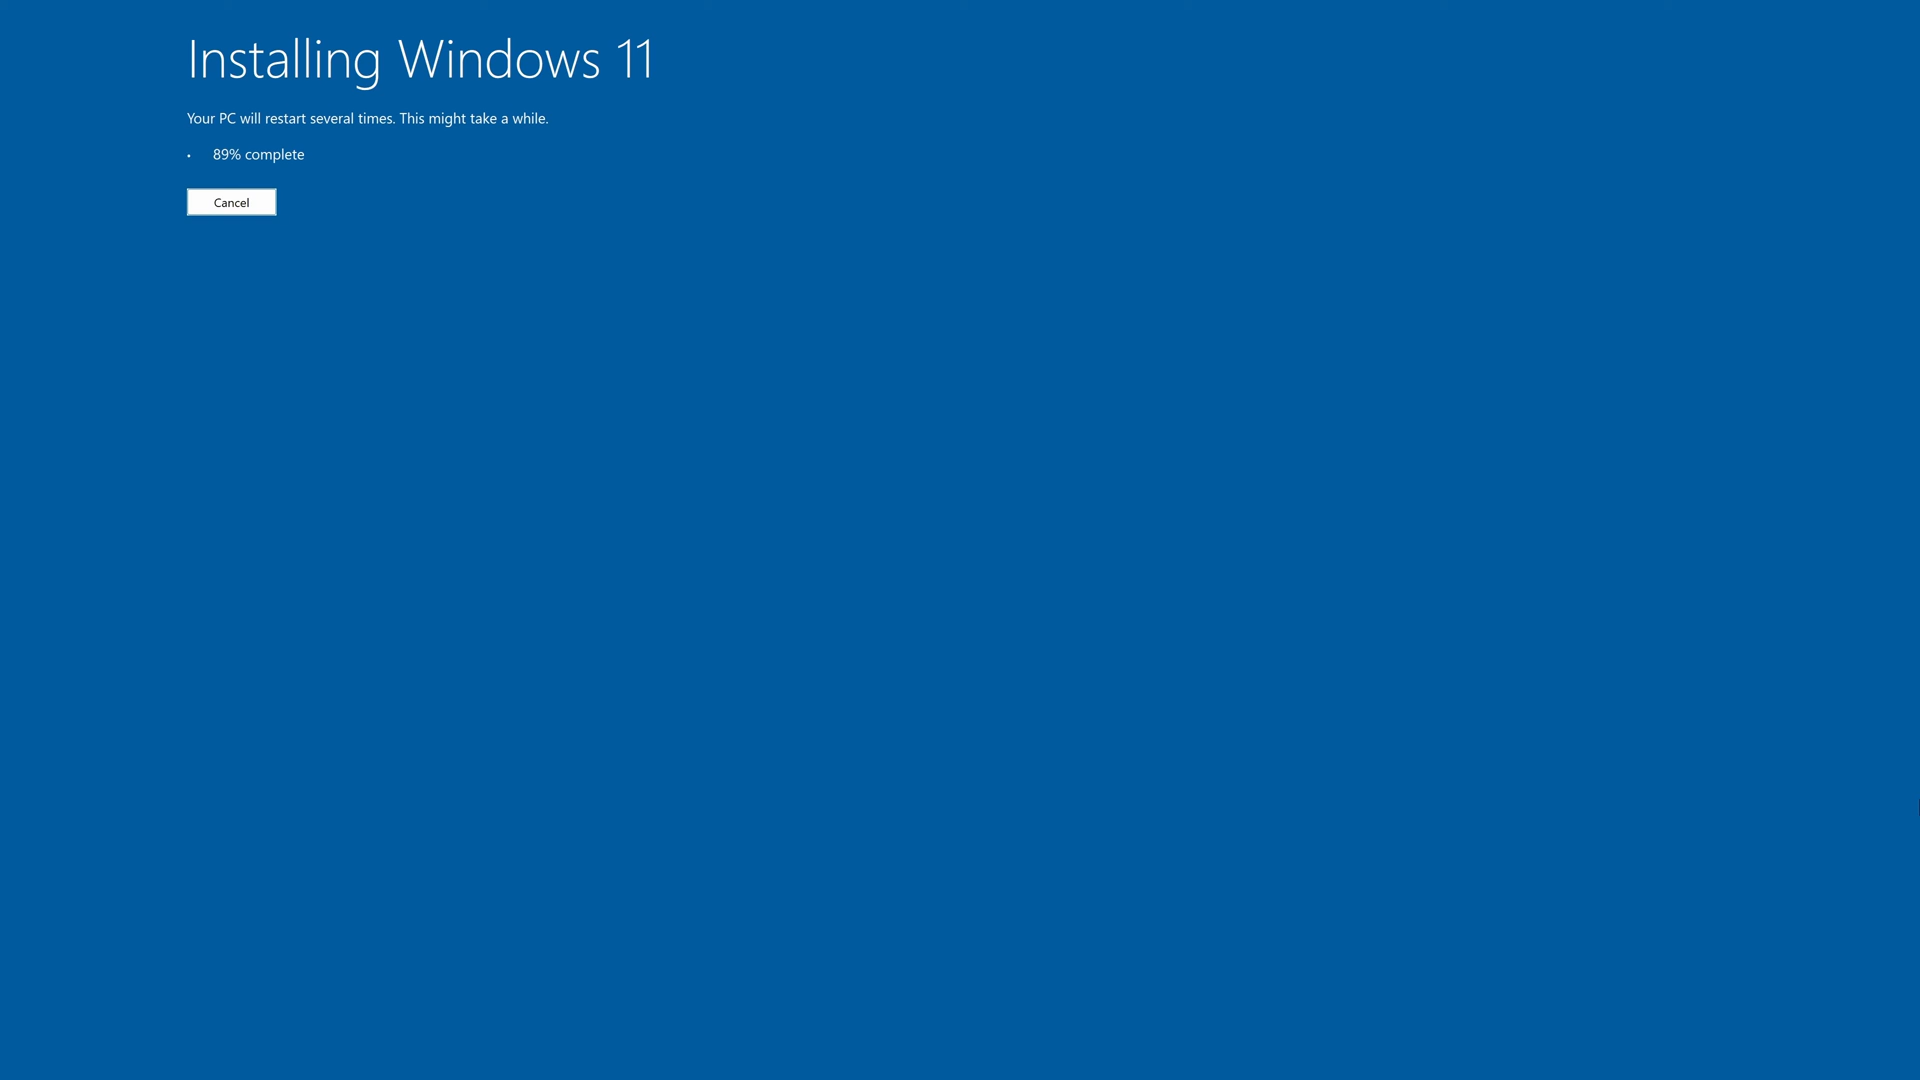 Installing Windows 11
Your PC will restart several times. This might take a while.
89% complete
Cancel